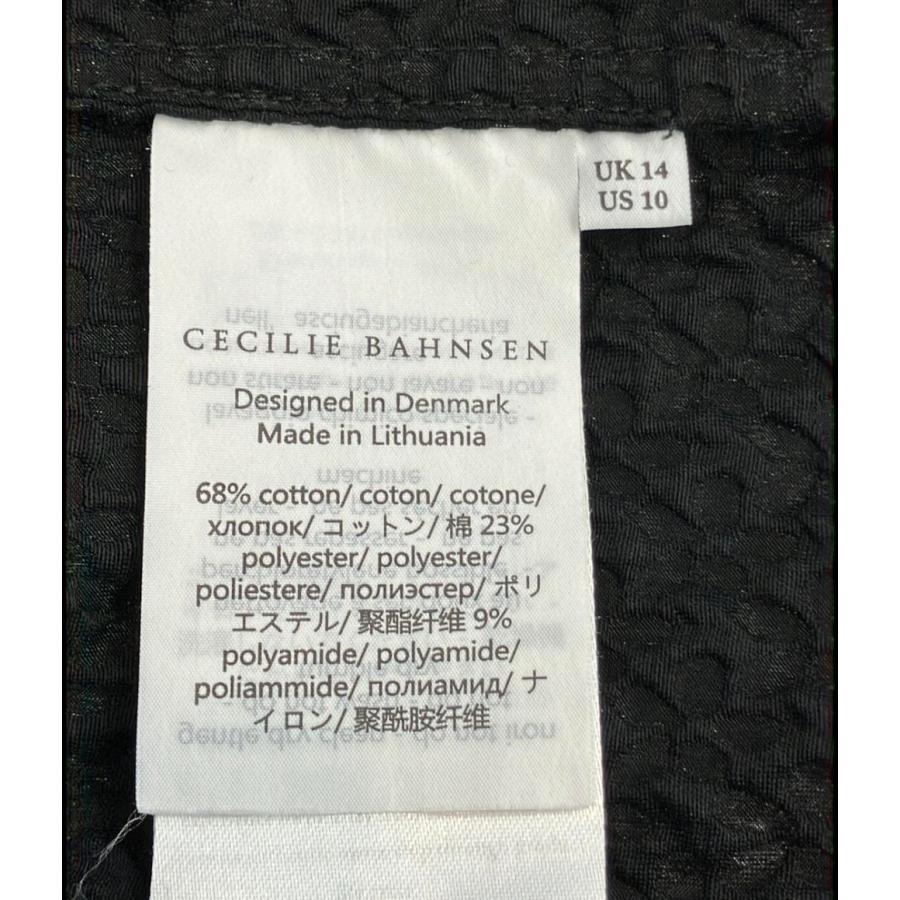 UK 14
US 10
CECILIE BAHNSEN
Designed in Denmark
Made in Lithuania
68% cotton/ coton/ cotone/
хлопок/ コットン/ 棉 23%
polyester/ polyester/
poliestere/ полиэстер/ ポリ
エステル/ 聚酯纤维 9%
polyamide/ polyamide/
poliammide/ полиамид/ ナ
イロン/ 聚酰胺纤维